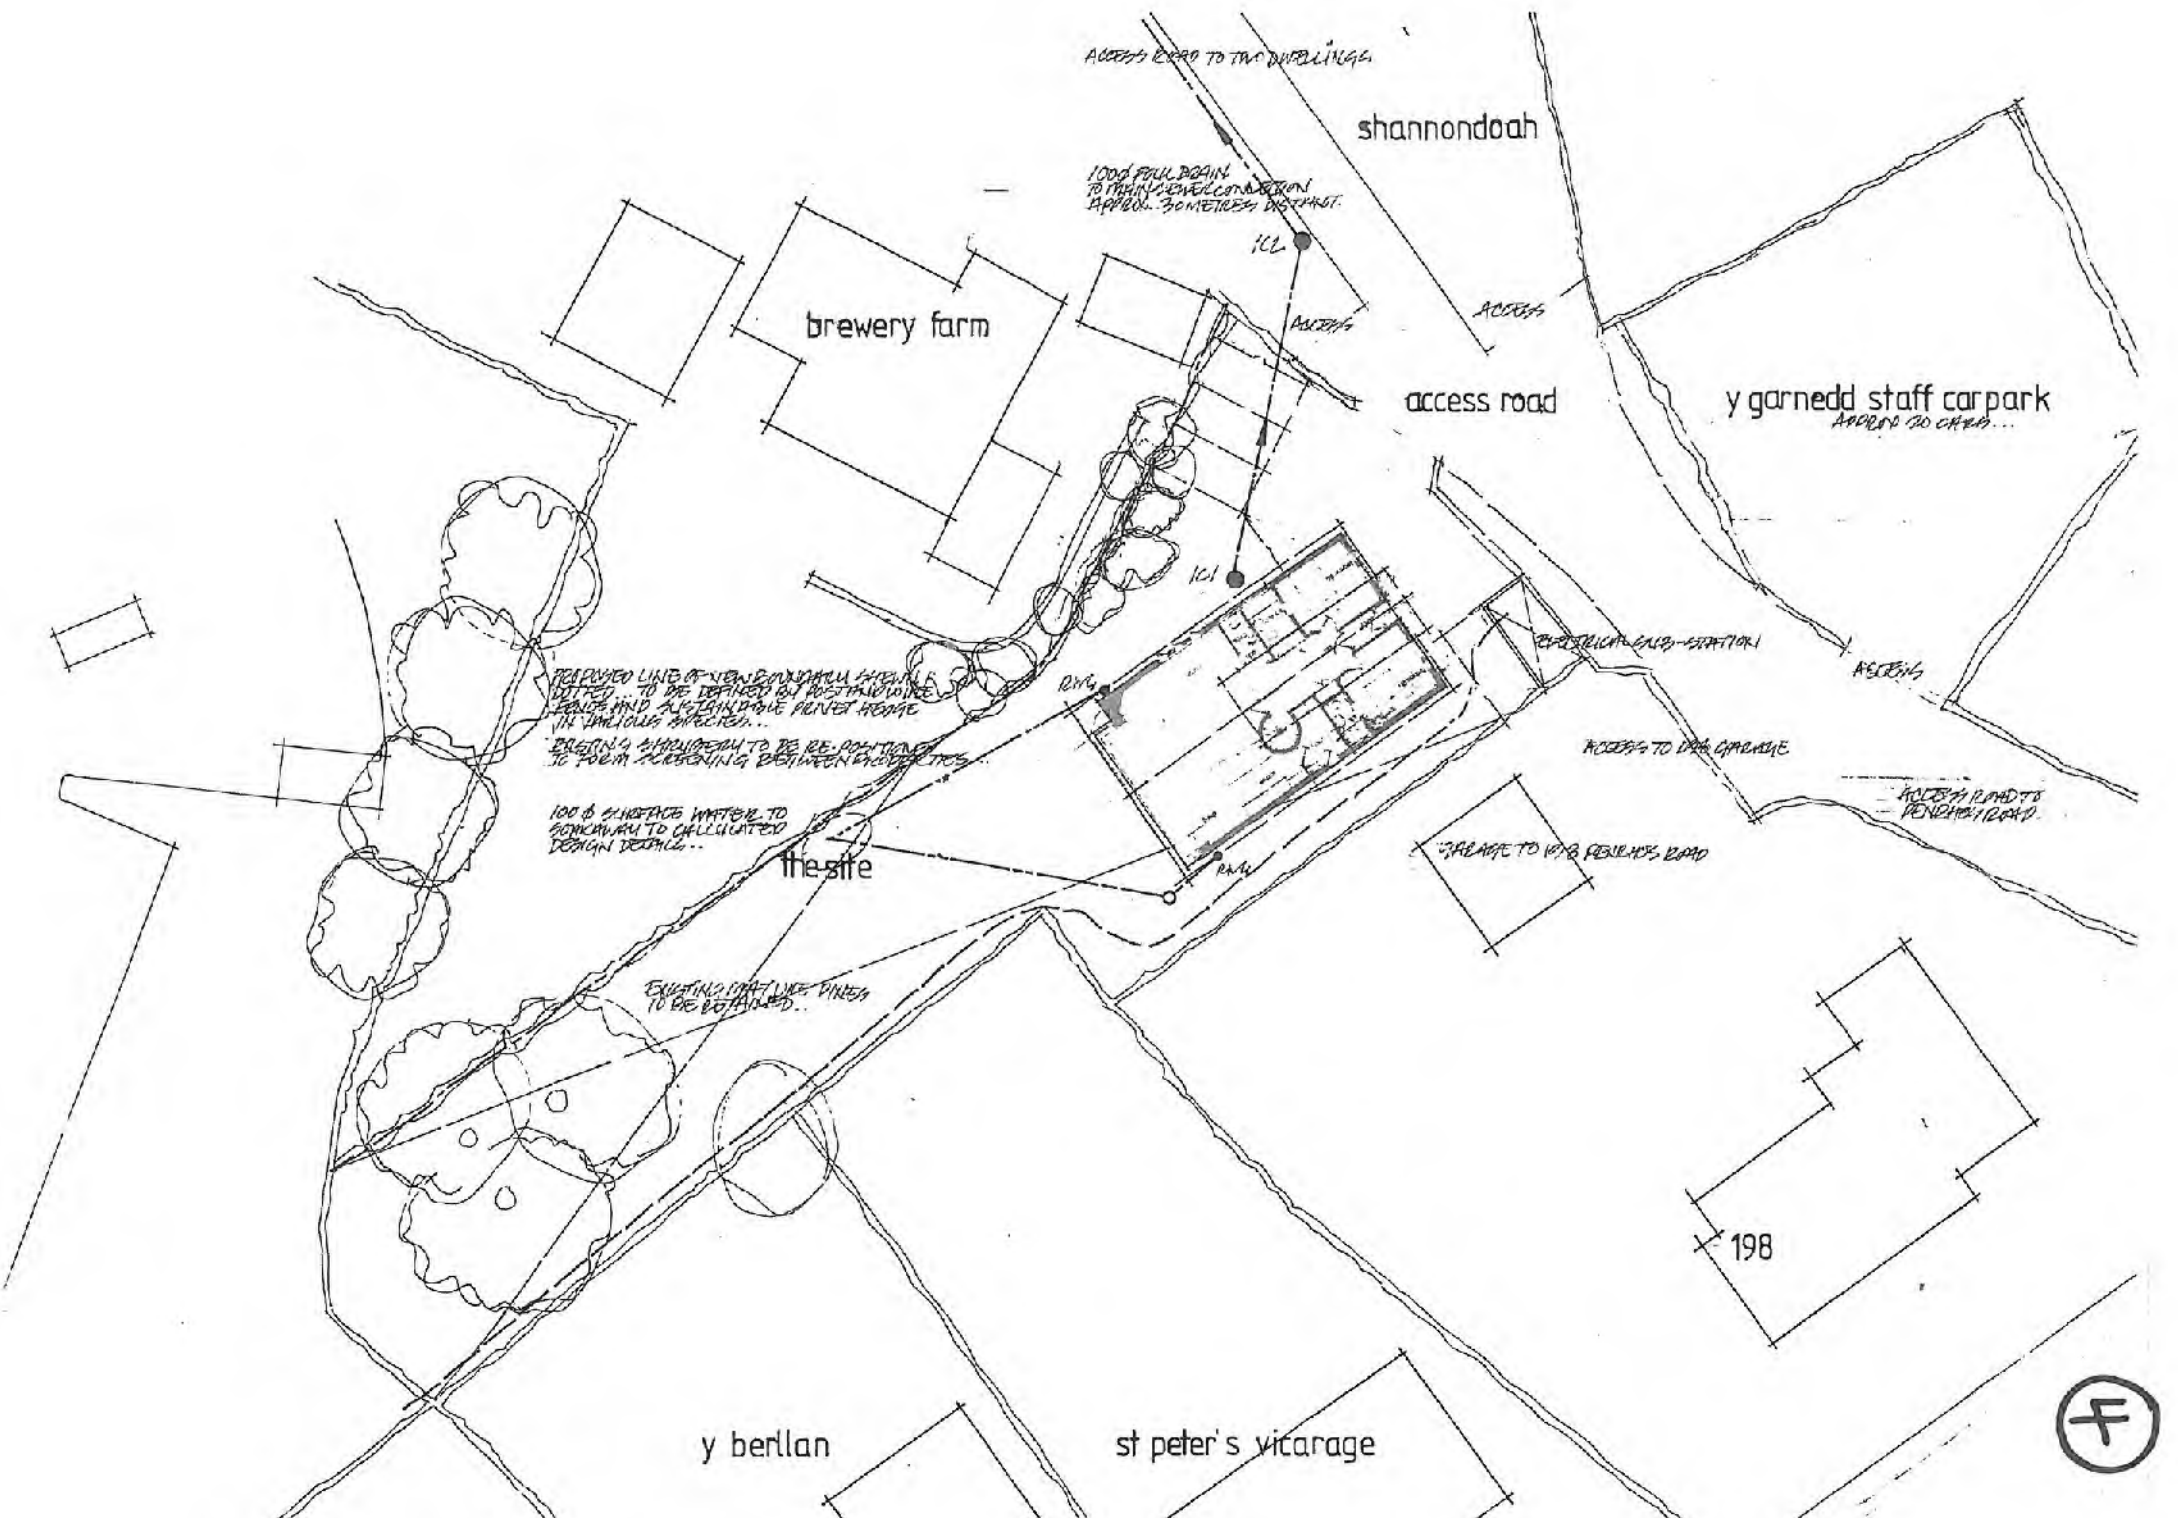 ACCESS ROAD TO TWO DWELLINGS
shannondoah
100∅ FOUL DRAIN
TO MAIN SEWER CONNECTION
APPROX. 30 METRES DISTANT.
IC2
brewery farm
ACCESS
ACCESS
access road
y garnedd staff carpark
APPROX 20 CARS...
IC1
ELECTRICAL SUB-STATION
ACCESS
PROPOSED LINE OF NEW BOUNDARY SHEWN
DOTTED... TO BE DEFINED BY POST AND WIRE
FENCE AND SUSTAINABLE PRIVET HEDGE
IN VARIOUS SPECIES...
RWG
EXISTING SHRUBBERY TO BE RE-POSITIONED
TO FORM SCREENING BETWEEN PROPERTIES...
ACCESS TO 198 GARAGE
ACCESS ROAD TO
PENRHOS ROAD.
100 ∅ SURFACE WATER TO
SOAKAWAY TO CALCULATED
DESIGN DETAILS...
the site
RWG
GARAGE TO 198 PENRHOS ROAD
EXISTING MATURE PINES
TO BE RETAINED...
198
y berllan
st peter's vicarage
F